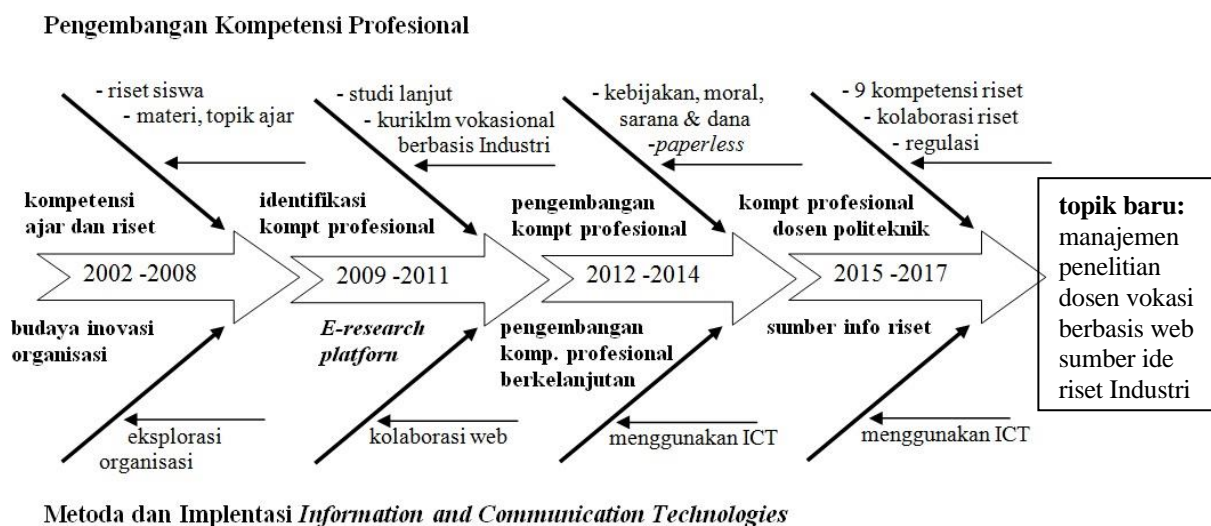 Pengembangan Kompetensi Profesional
- riset siswa
- materi, topik ajar
- studi lanjut
- kuriklm vokasional
berbasis Industri
- kebijakan, moral,
sarana & dana
-paperless
- 9 kompetensi riset
- kolaborasi riset
- regulasi
kompetensi
ajar dan riset
identifikasi
kompt profesional
pengembangan
kompt profesional
kompt profesional
dosen politeknik
2002 -2008
2009 -2011
2012 -2014
2015 -2017
topik baru:
manajemen
penelitian
dosen vokasi
berbasis web
sumber ide
riset Industri
budaya inovasi
organisasi
E-research
platforn
pengembangan
komp. profesional
berkelanjutan
sumber info riset
eksplorasi
organisasi
kolaborasi web
menggunakan ICT
menggunakan ICT
Metoda dan Implentasi Information and Communication Technologies